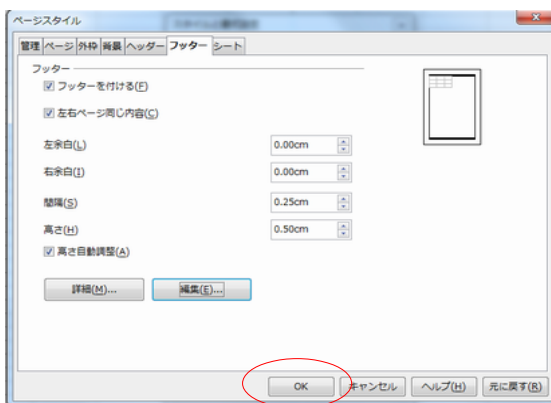 ページスタイル
管理 ページ 外枠 背景 ヘッダー フッター シート
フッター
フッターを付ける(F)
左右ページ同じ内容(C)
左余白(L) 0.00cm
右余白(I) 0.00cm
間隔(S) 0.25cm
高さ(H) 0.50cm
高さ自動調整(A)
詳細(M)... 編集(E)...
OK キャンセル ヘルプ(H) 元に戻す(R)